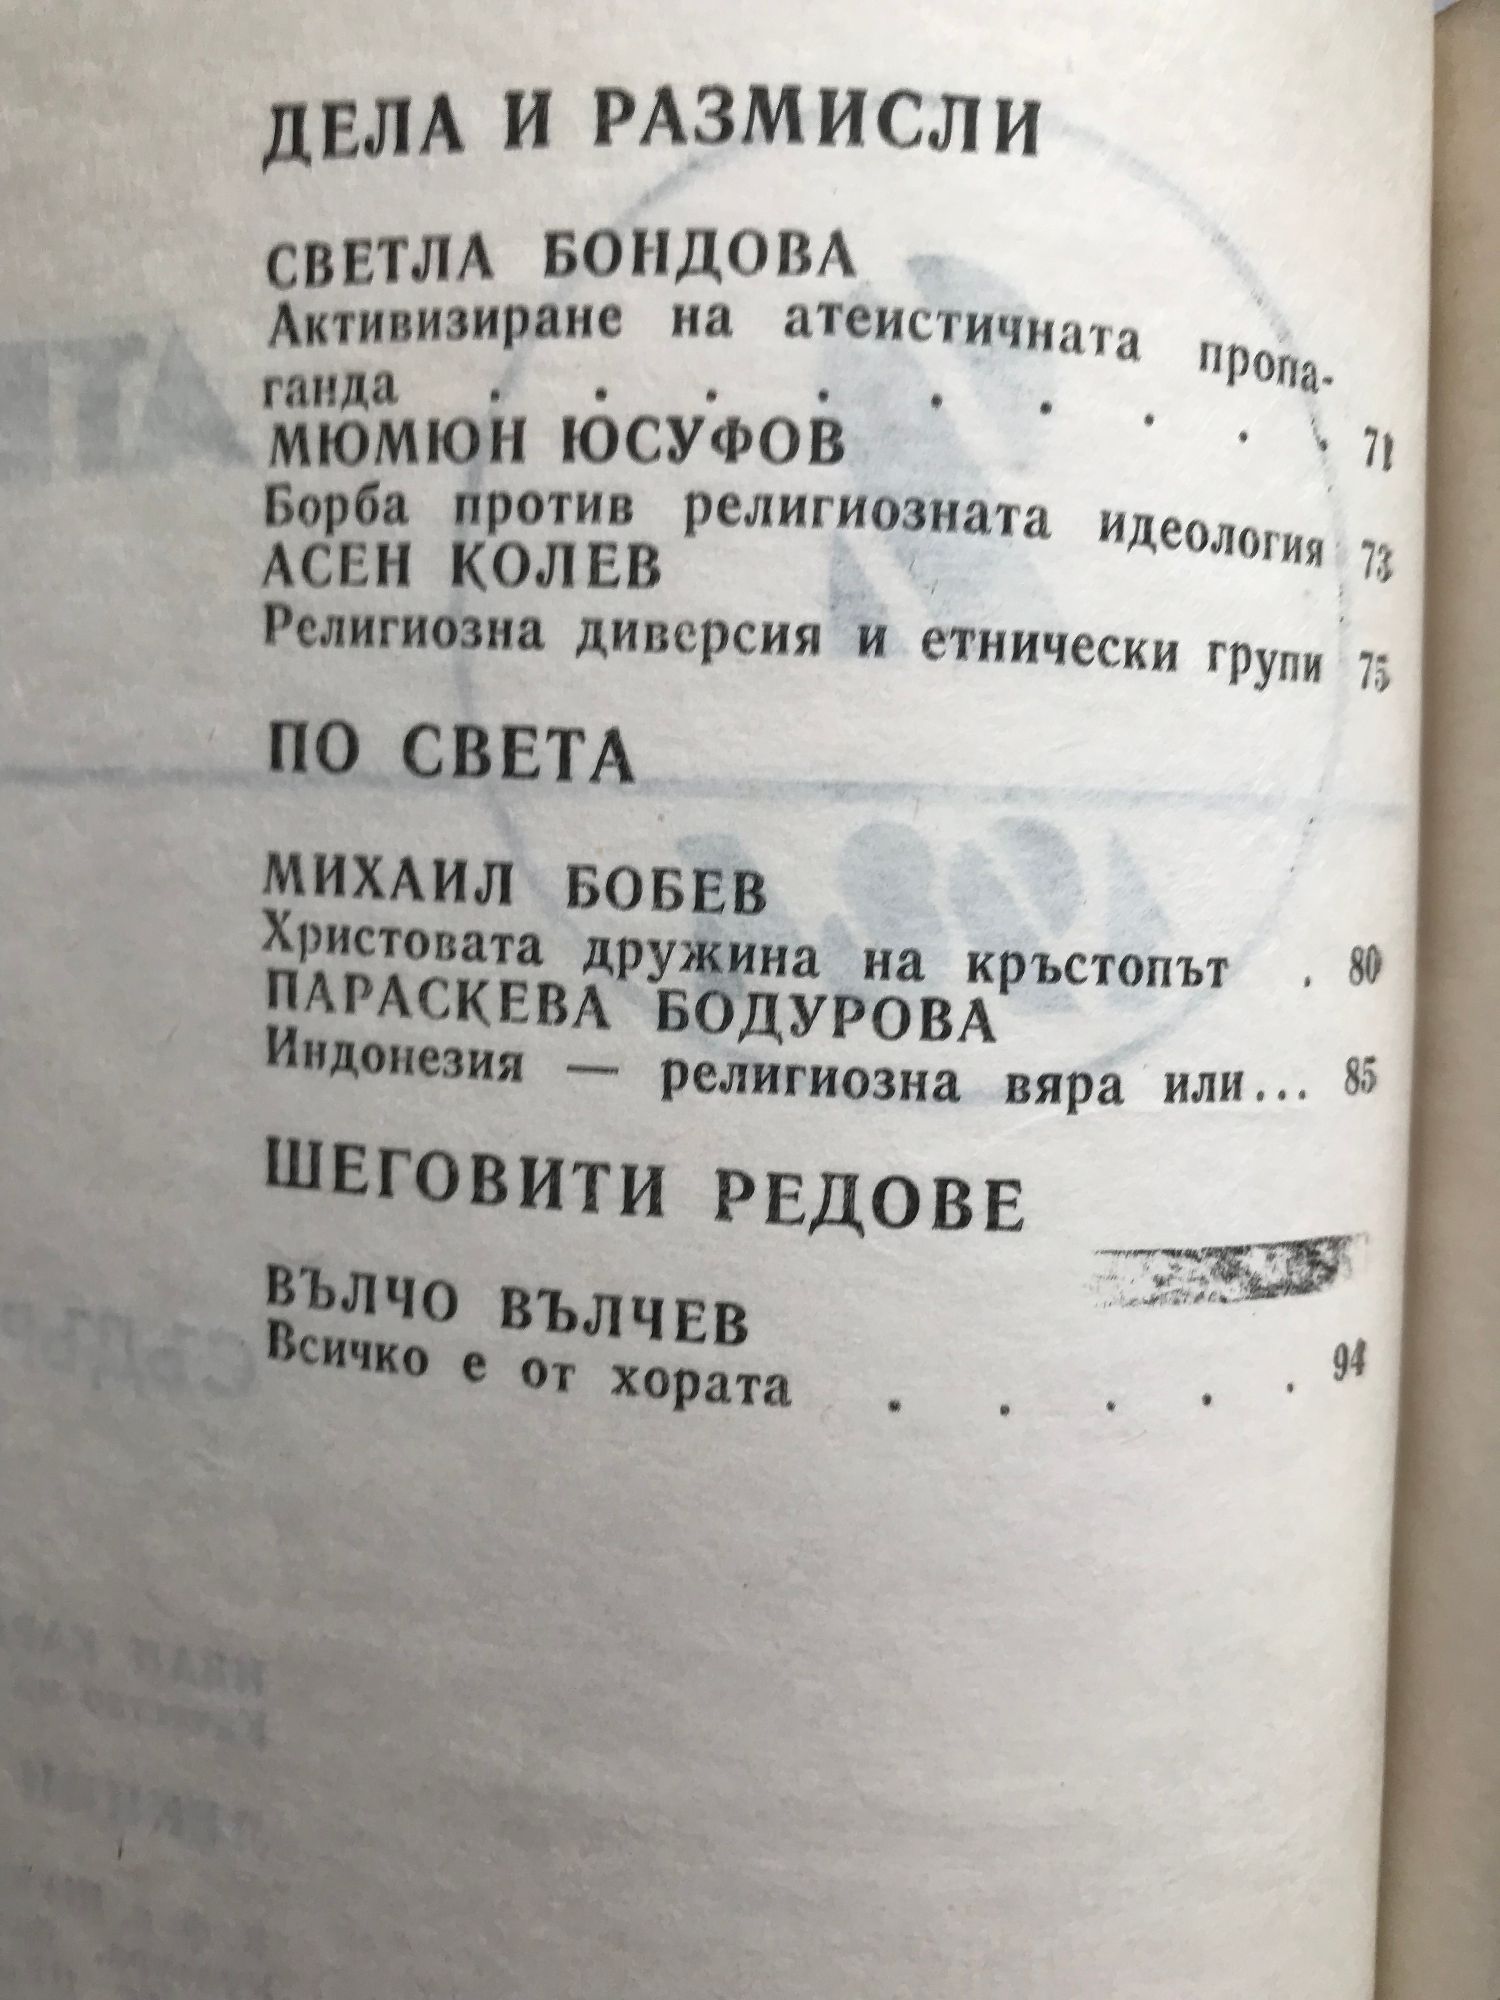 ДЕЛА И РАЗМИСЛИ
СВЕТЛА БОНДОВА
Активизиране на атеистичната пропа-
ганда . . . . . . . . . 71
МЮМЮН ЮСУФОВ
Борба против религиозната идеология 73
АСЕН КОЛЕВ
Религиозна диверсия и етнически групи 75
ПО СВЕТА
МИХАИЛ БОБЕВ
Христовата дружина на кръстопът . 80
ПАРАСКЕВА БОДУРОВА
Индонезия — религиозна вяра или... 85
ШЕГОВИТИ РЕДОВЕ
ВЪЛЧО ВЪЛЧЕВ
Всичко е от хората . . . . . 94